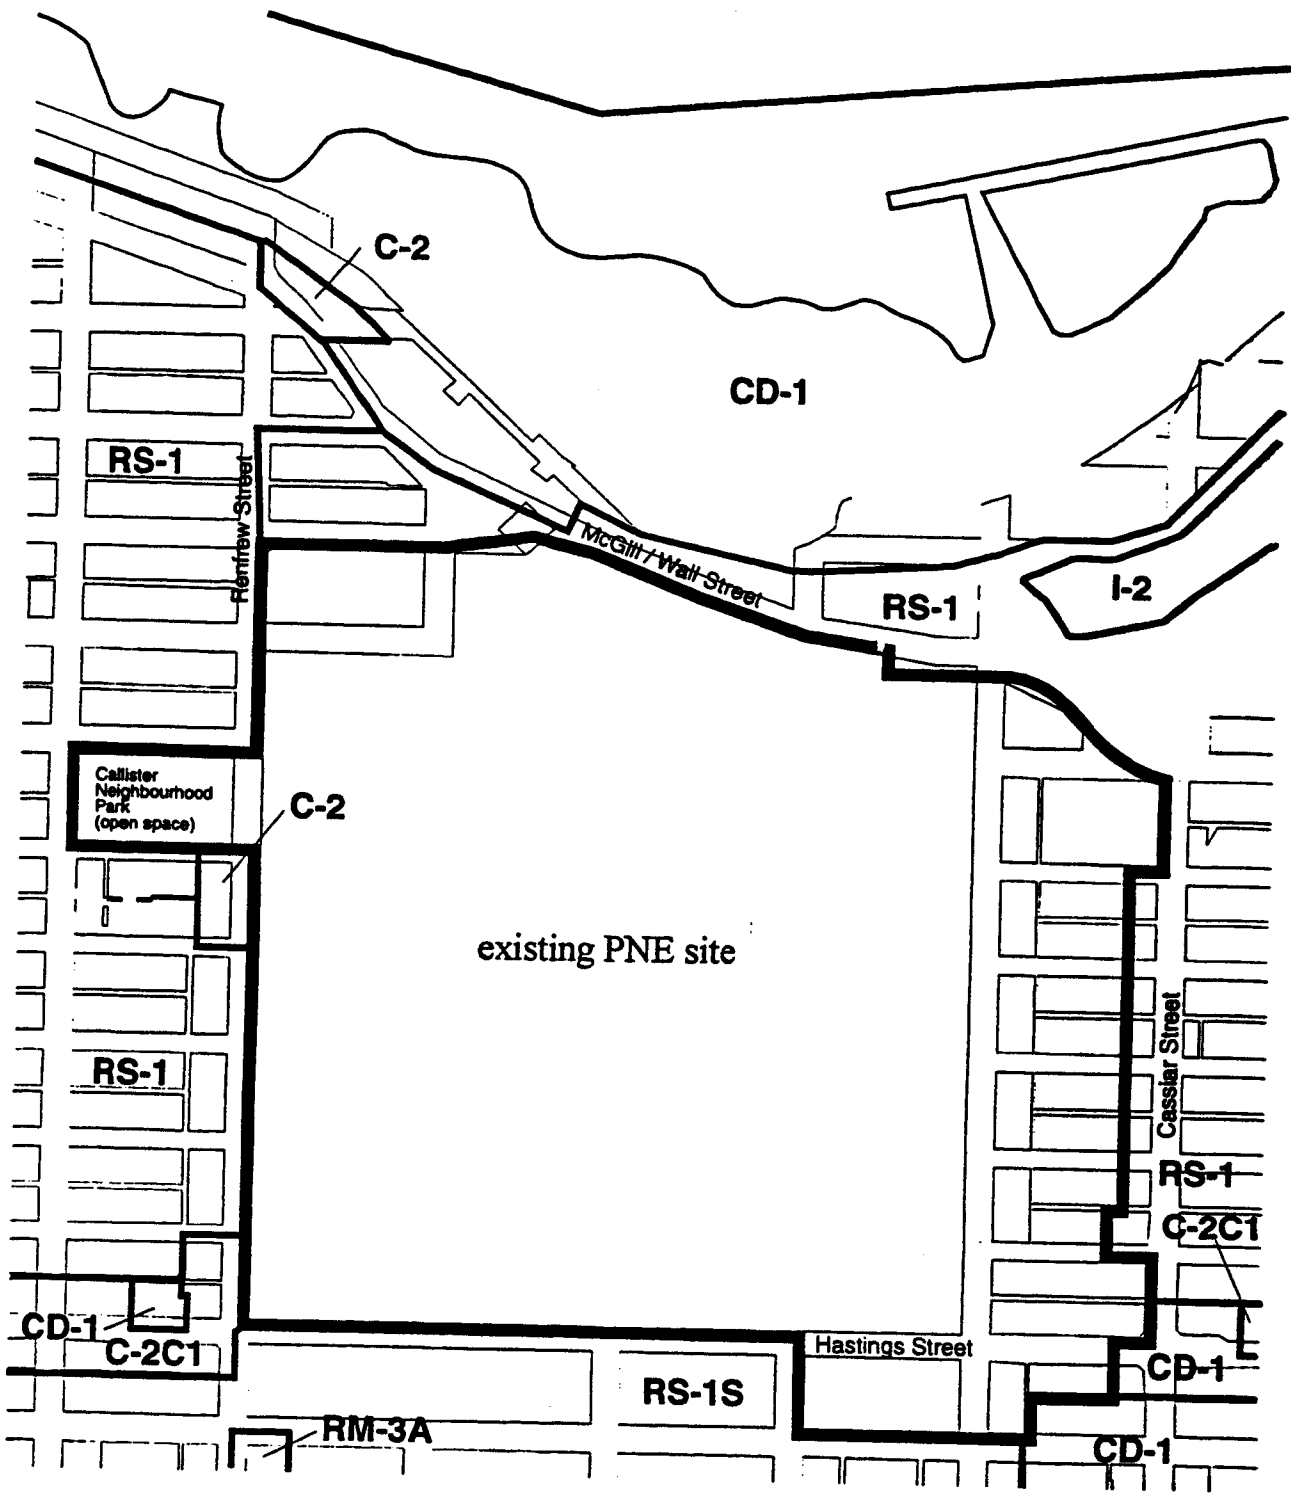 C-2
CD-1
RS-1
Renfrew Street
McGill / Wall Street
I-2
RS-1
Callister
Neighbourhood
Park
(open space)
C-2
existing PNE site
Cassiar Street
RS-1
RS-1
C-2C1
CD-1
C-2C1
Hastings Street
CD-1
RS-1S
RM-3A
CD-1